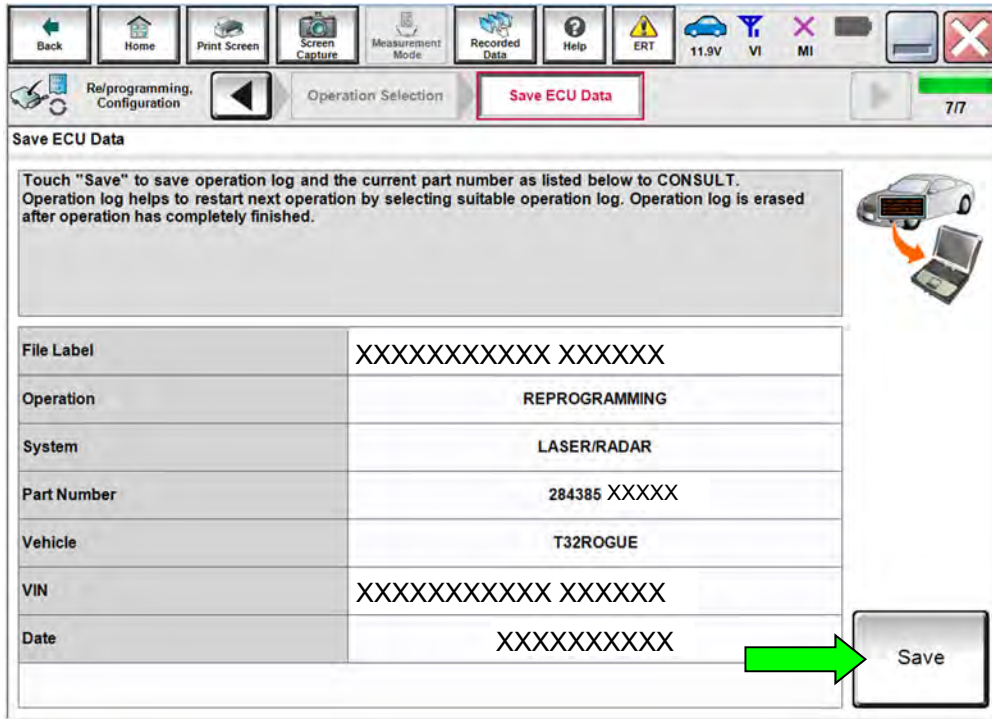 Back
Home
Print Screen
Screen
Capture
Measurement
Mode
Recorded
Data
Help
ERT
11.9V
VI
MI
Re/programming,
Configuration
Operation Selection
Save ECU Data
7/7
Save ECU Data
Touch "Save" to save operation log and the current part number as listed below to CONSULT.
Operation log helps to restart next operation by selecting suitable operation log. Operation log is erased
after operation has completely finished.
File Label
XXXXXXXXXXX XXXXXX
Operation
REPROGRAMMING
System
LASER/RADAR
Part Number
284385 XXXXX
Vehicle
T32ROGUE
VIN
XXXXXXXXXXX XXXXXX
Date
XXXXXXXXXX
Save